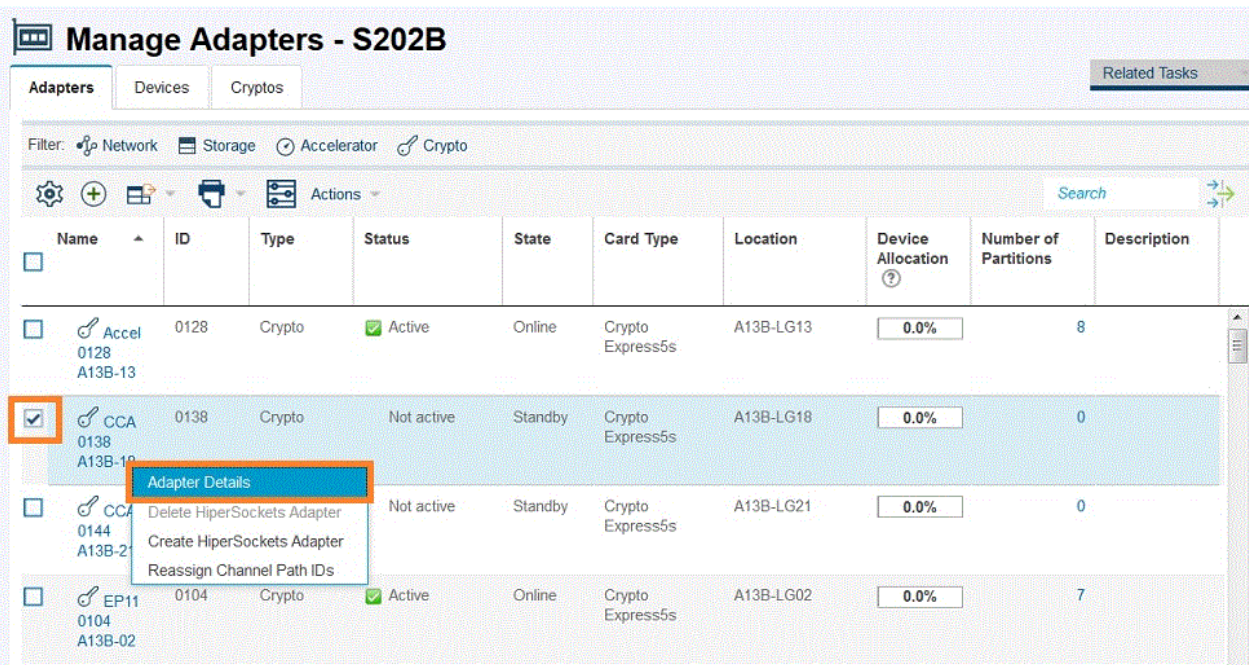 Manage Adapters - S202B
Related Tasks
Adapters Devices Cryptos
Filter: Network Storage Accelerator Crypto
Actions Search
Name ID Type Status State Card Type Location Device Allocation ? Number of Partitions Description
Accel 0128 Crypto Active Online Crypto A13B-LG13 0.0% 8
0128 Express5s
A13B-13
CCA 0138 Crypto Not active Standby Crypto A13B-LG18 0.0% 0
0138 Express5s
Adapter Details
Not active Standby Crypto A13B-LG21 0.0% 0
Delete HiperSockets Adapter
0144 Express5s
Create HiperSockets Adapter
Reassign Channel Path IDs
EP11 0104 Crypto Active Online Crypto A13B-LG02 0.0% 7
0104 Express5s
A13B-02